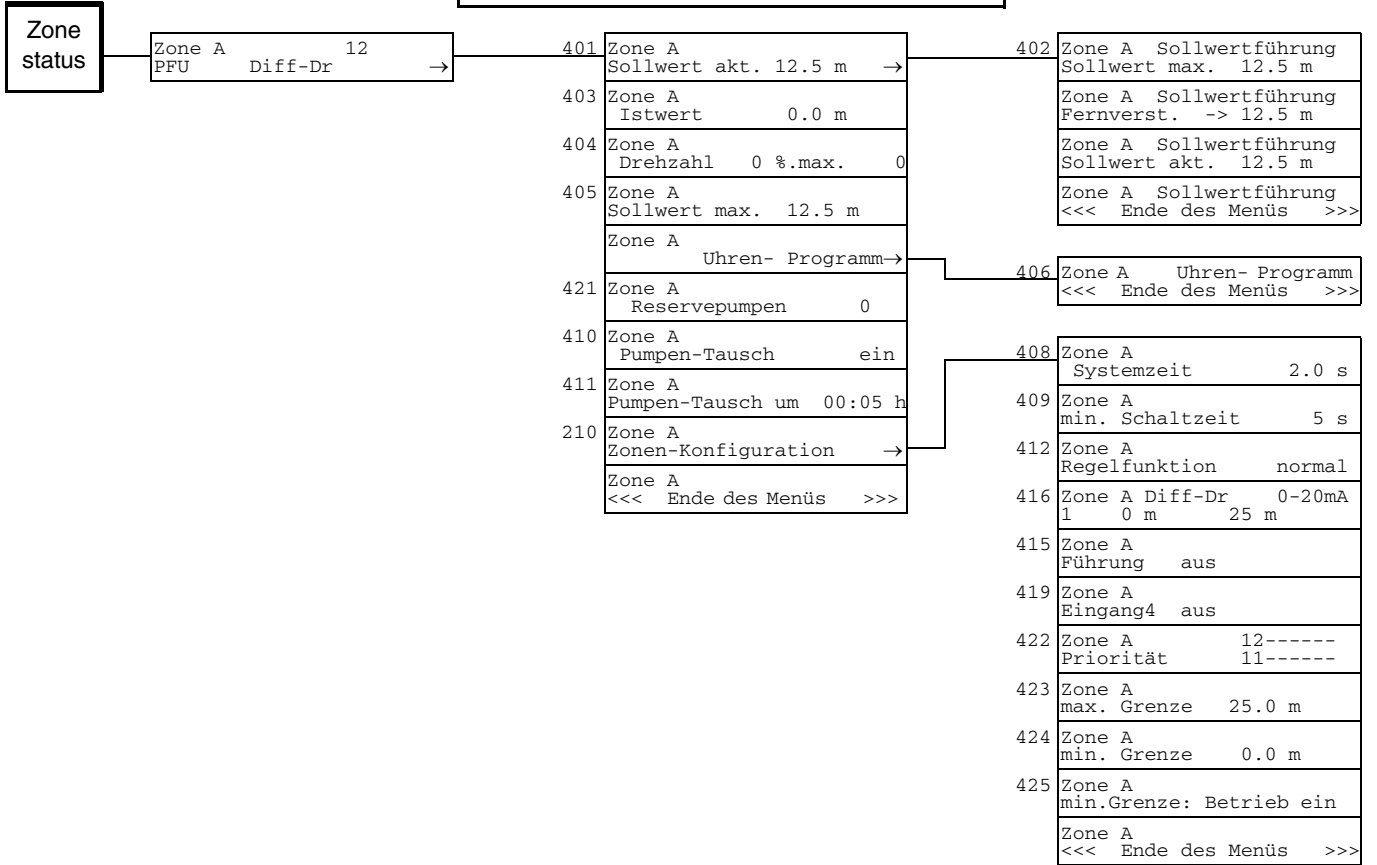 Zone
status
Zone A 12
PFU Diff-Dr →
401 Zone A
Sollwert akt. 12.5 m →
403 Zone A
Istwert 0.0 m
404 Zone A
Drehzahl 0 %.max. 0
405 Zone A
Sollwert max. 12.5 m
Zone A
Uhren- Programm→
421 Zone A
Reservepumpen 0
410 Zone A
Pumpen-Tausch ein
411 Zone A
Pumpen-Tausch um 00:05 h
210 Zone A
Zonen-Konfiguration →
Zone A
<<< Ende des Menüs >>>
402 Zone A Sollwertführung
Sollwert max. 12.5 m
Zone A Sollwertführung
Fernverst. -> 12.5 m
Zone A Sollwertführung
Sollwert akt. 12.5 m
Zone A Sollwertführung
<<< Ende des Menüs >>>
406 Zone A Uhren- Programm
<<< Ende des Menüs >>>
408 Zone A
Systemzeit 2.0 s
409 Zone A
min. Schaltzeit 5 s
412 Zone A
Regelfunktion normal
416 Zone A Diff-Dr 0-20mA
1 0 m 25 m
415 Zone A
Führung aus
419 Zone A
Eingang4 aus
422 Zone A 12------
Priorität 11------
423 Zone A
max. Grenze 25.0 m
424 Zone A
min. Grenze 0.0 m
425 Zone A
min.Grenze: Betrieb ein
Zone A
<<< Ende des Menüs >>>